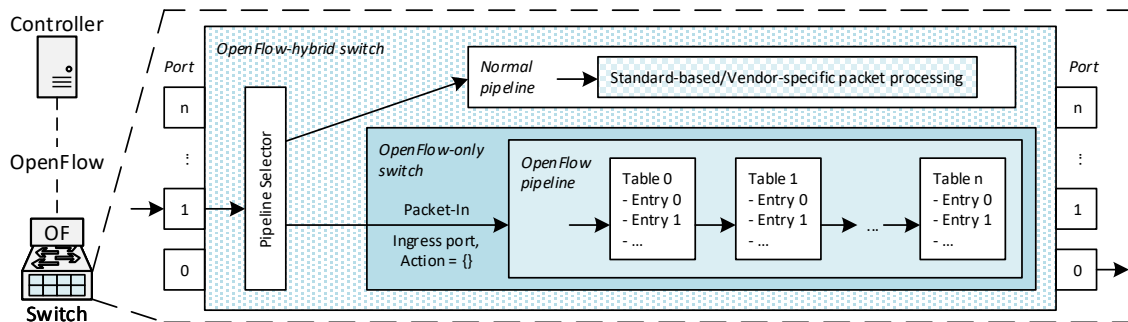 Controller
OpenFlow
OF
Switch
Port
n
⋮
1
0
OpenFlow-hybrid switch
Pipeline Selector
Normal
pipeline
Standard-based/Vendor-specific packet processing
OpenFlow-only
switch
Packet-In
Ingress port,
Action = {}
OpenFlow
pipeline
Table 0
- Entry 0
- Entry 1
- ...
Table 1
- Entry 0
- Entry 1
- ...
...
Table n
- Entry 0
- Entry 1
- ...
Port
n
⋮
1
0